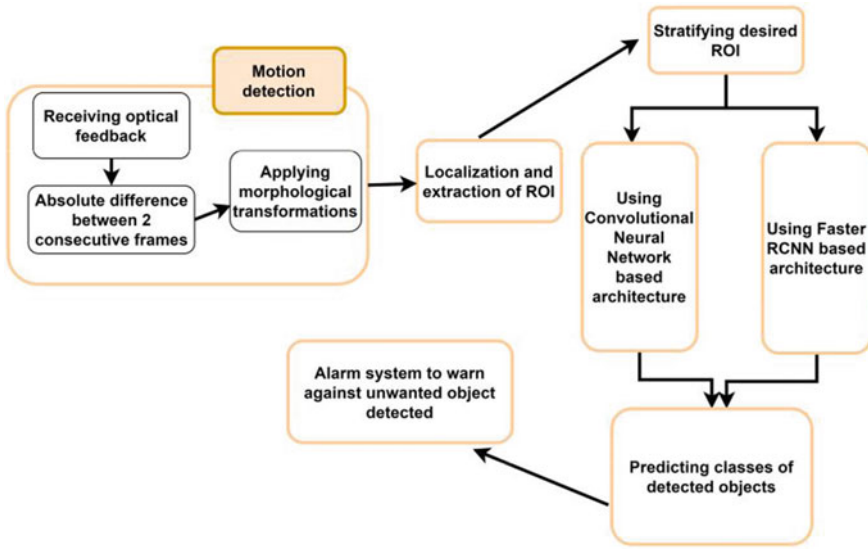 Motion
detection
Receiving optical
feedback
Absolute difference
between 2
consecutive frames
Applying
morphological
transformations
Localization and
extraction of ROI
Stratifying desired
ROI
Using
Convolutional
Neural
Network
based
architecture
Using Faster
RCNN based
architecture
Predicting classes of
detected objects
Alarm system to warn
against unwanted object
detected